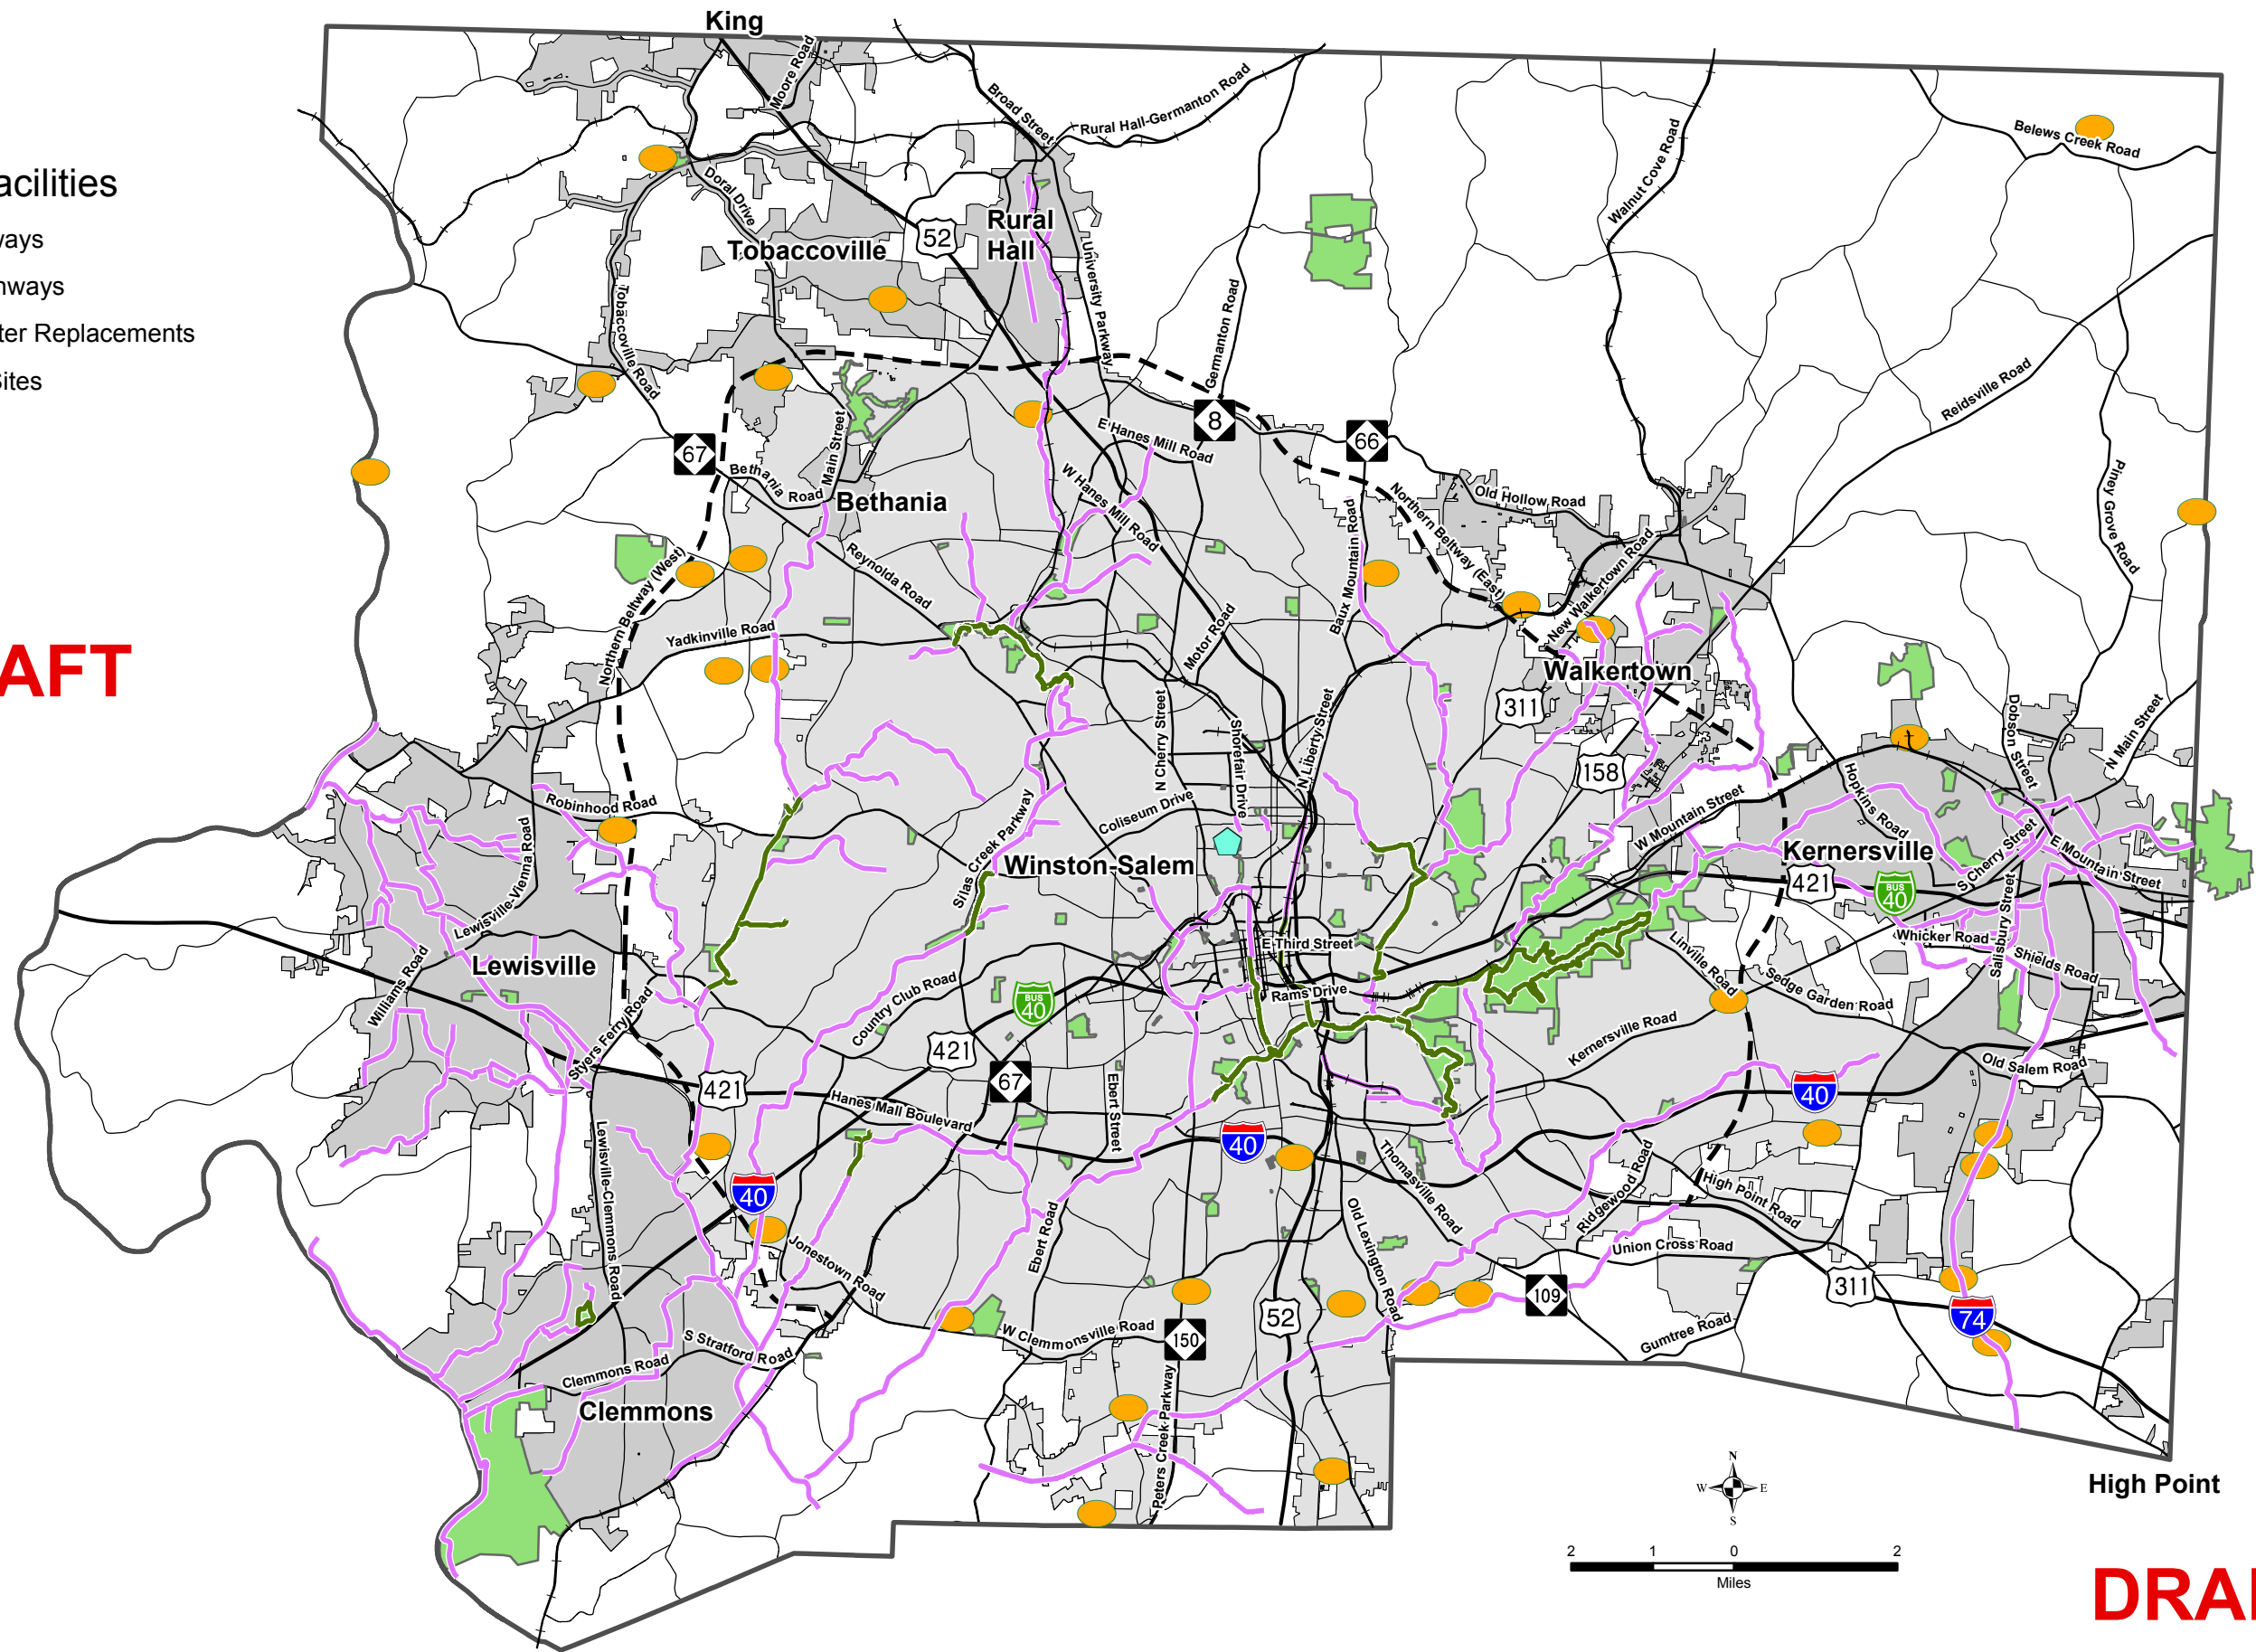 King
Moore Road
Broad Street
Rural Hall-Germanton Road
Belews Creek Road
Walnut Cove Road
acilities
ways
nways
ter Replacements
Sites
Doral Drive
Rural
Hall
52
Tobaccoville
University Parkway
Tobaccoville Road
Germanton Road
Reidsville Road
8
66
67
E Hanes Mill Road
Main Street
Bethania Road
Bethania
W Hanes Mill Road
Old Hollow Road
Piney Grove Road
Northern Beltway (East)
Baux Mountain Road
Reynolda Road
Northern Beltway (West)
New Walkertown Road
Yadkinville Road
Motor Road
AFT
Walkertown
311
N Cherry Street
Shorefair Drive
N Liberty Street
Dobson Street
N Main Street
158
Robinhood Road
Coliseum Drive
Silas Creek Parkway
W Mountain Street
Hopkins Road
Lewisville-Vienna Road
Winston-Salem
Kernersville
S Cherry Street
E Mountain Street
421
BUS
40
E Third Street
Whicker Road
Salisbury Street
Shields Road
Lewisville
Williams Road
Linville Road
Sedge Garden Road
Country Club Road
BUS
40
Rams Drive
Styers Ferry Road
421
Kernersville Road
67
Old Salem Road
421
40
Hanes Mall Boulevard
Ebert Street
40
Thomasville Road
Ridgewood Road
High Point Road
Lewisville-Clemmons Road
40
Jonestown Road
Ebert Road
Old Lexington Road
Union Cross Road
311
109
52
74
W Clemmonsville Road
150
Gumtree Road
S Stratford Road
Clemmons Road
Clemmons
Peters Creek Parkway
N
W E
S
High Point
2 1 0 2
Miles
DRAF